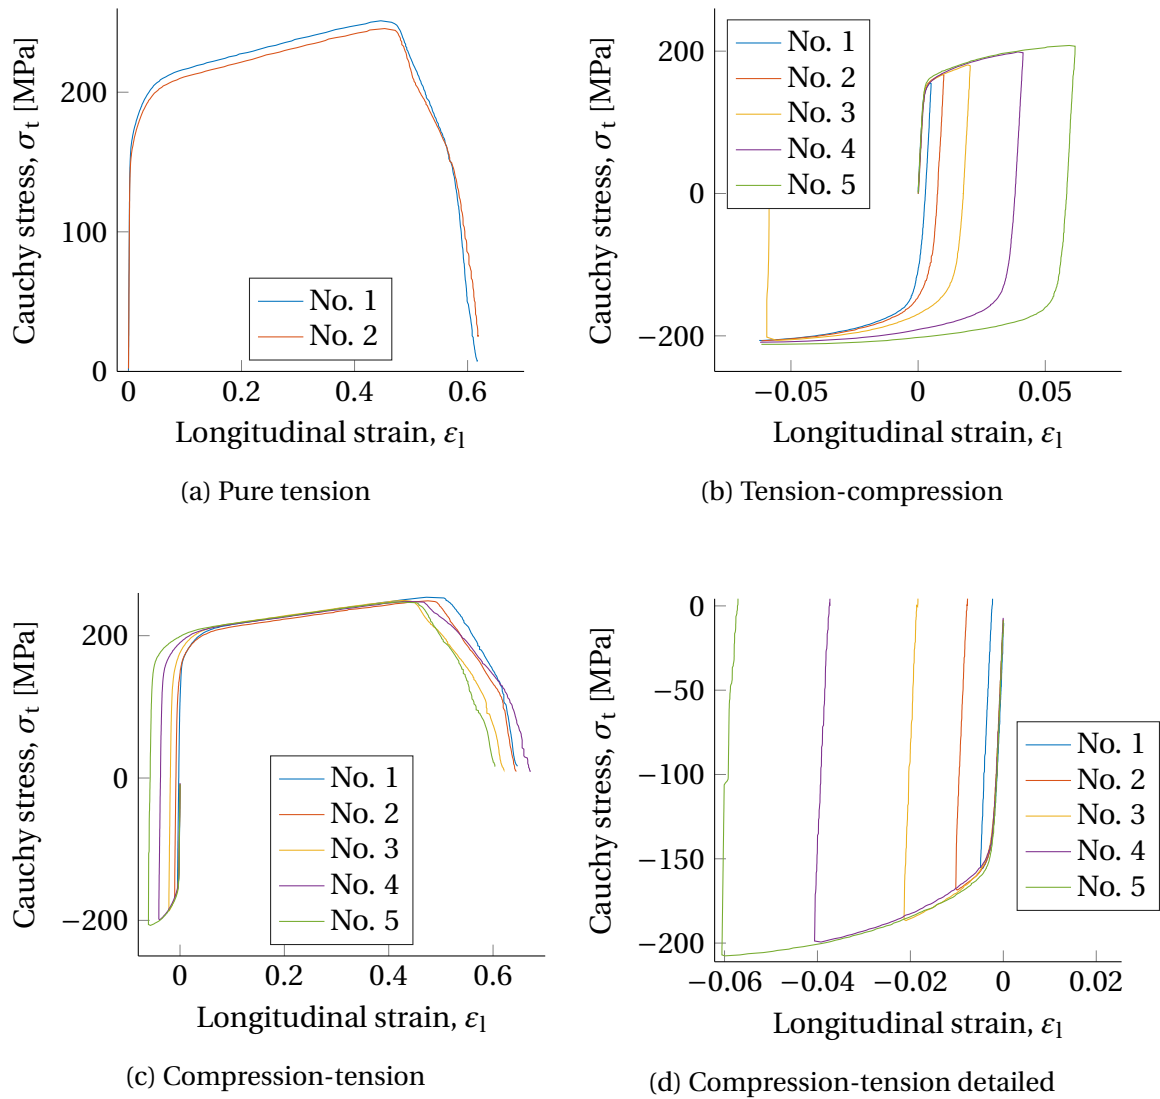 Cauchy stress, σt [MPa]
200
100
0
No. 1
No. 2
0 0.2 0.4 0.6
Longitudinal strain, εl
(a) Pure tension
Cauchy stress, σt [MPa]
200
0
−200
No. 1
No. 2
No. 3
No. 4
No. 5
−0.05 0 0.05
Longitudinal strain, εl
(b) Tension-compression
Cauchy stress, σt [MPa]
200
0
−200
No. 1
No. 2
No. 3
No. 4
No. 5
0 0.2 0.4 0.6
Longitudinal strain, εl
(c) Compression-tension
Cauchy stress, σt [MPa]
0
−50
−100
−150
−200
No. 1
No. 2
No. 3
No. 4
No. 5
−0.06 −0.04 −0.02 0 0.02
Longitudinal strain, εl
(d) Compression-tension detailed